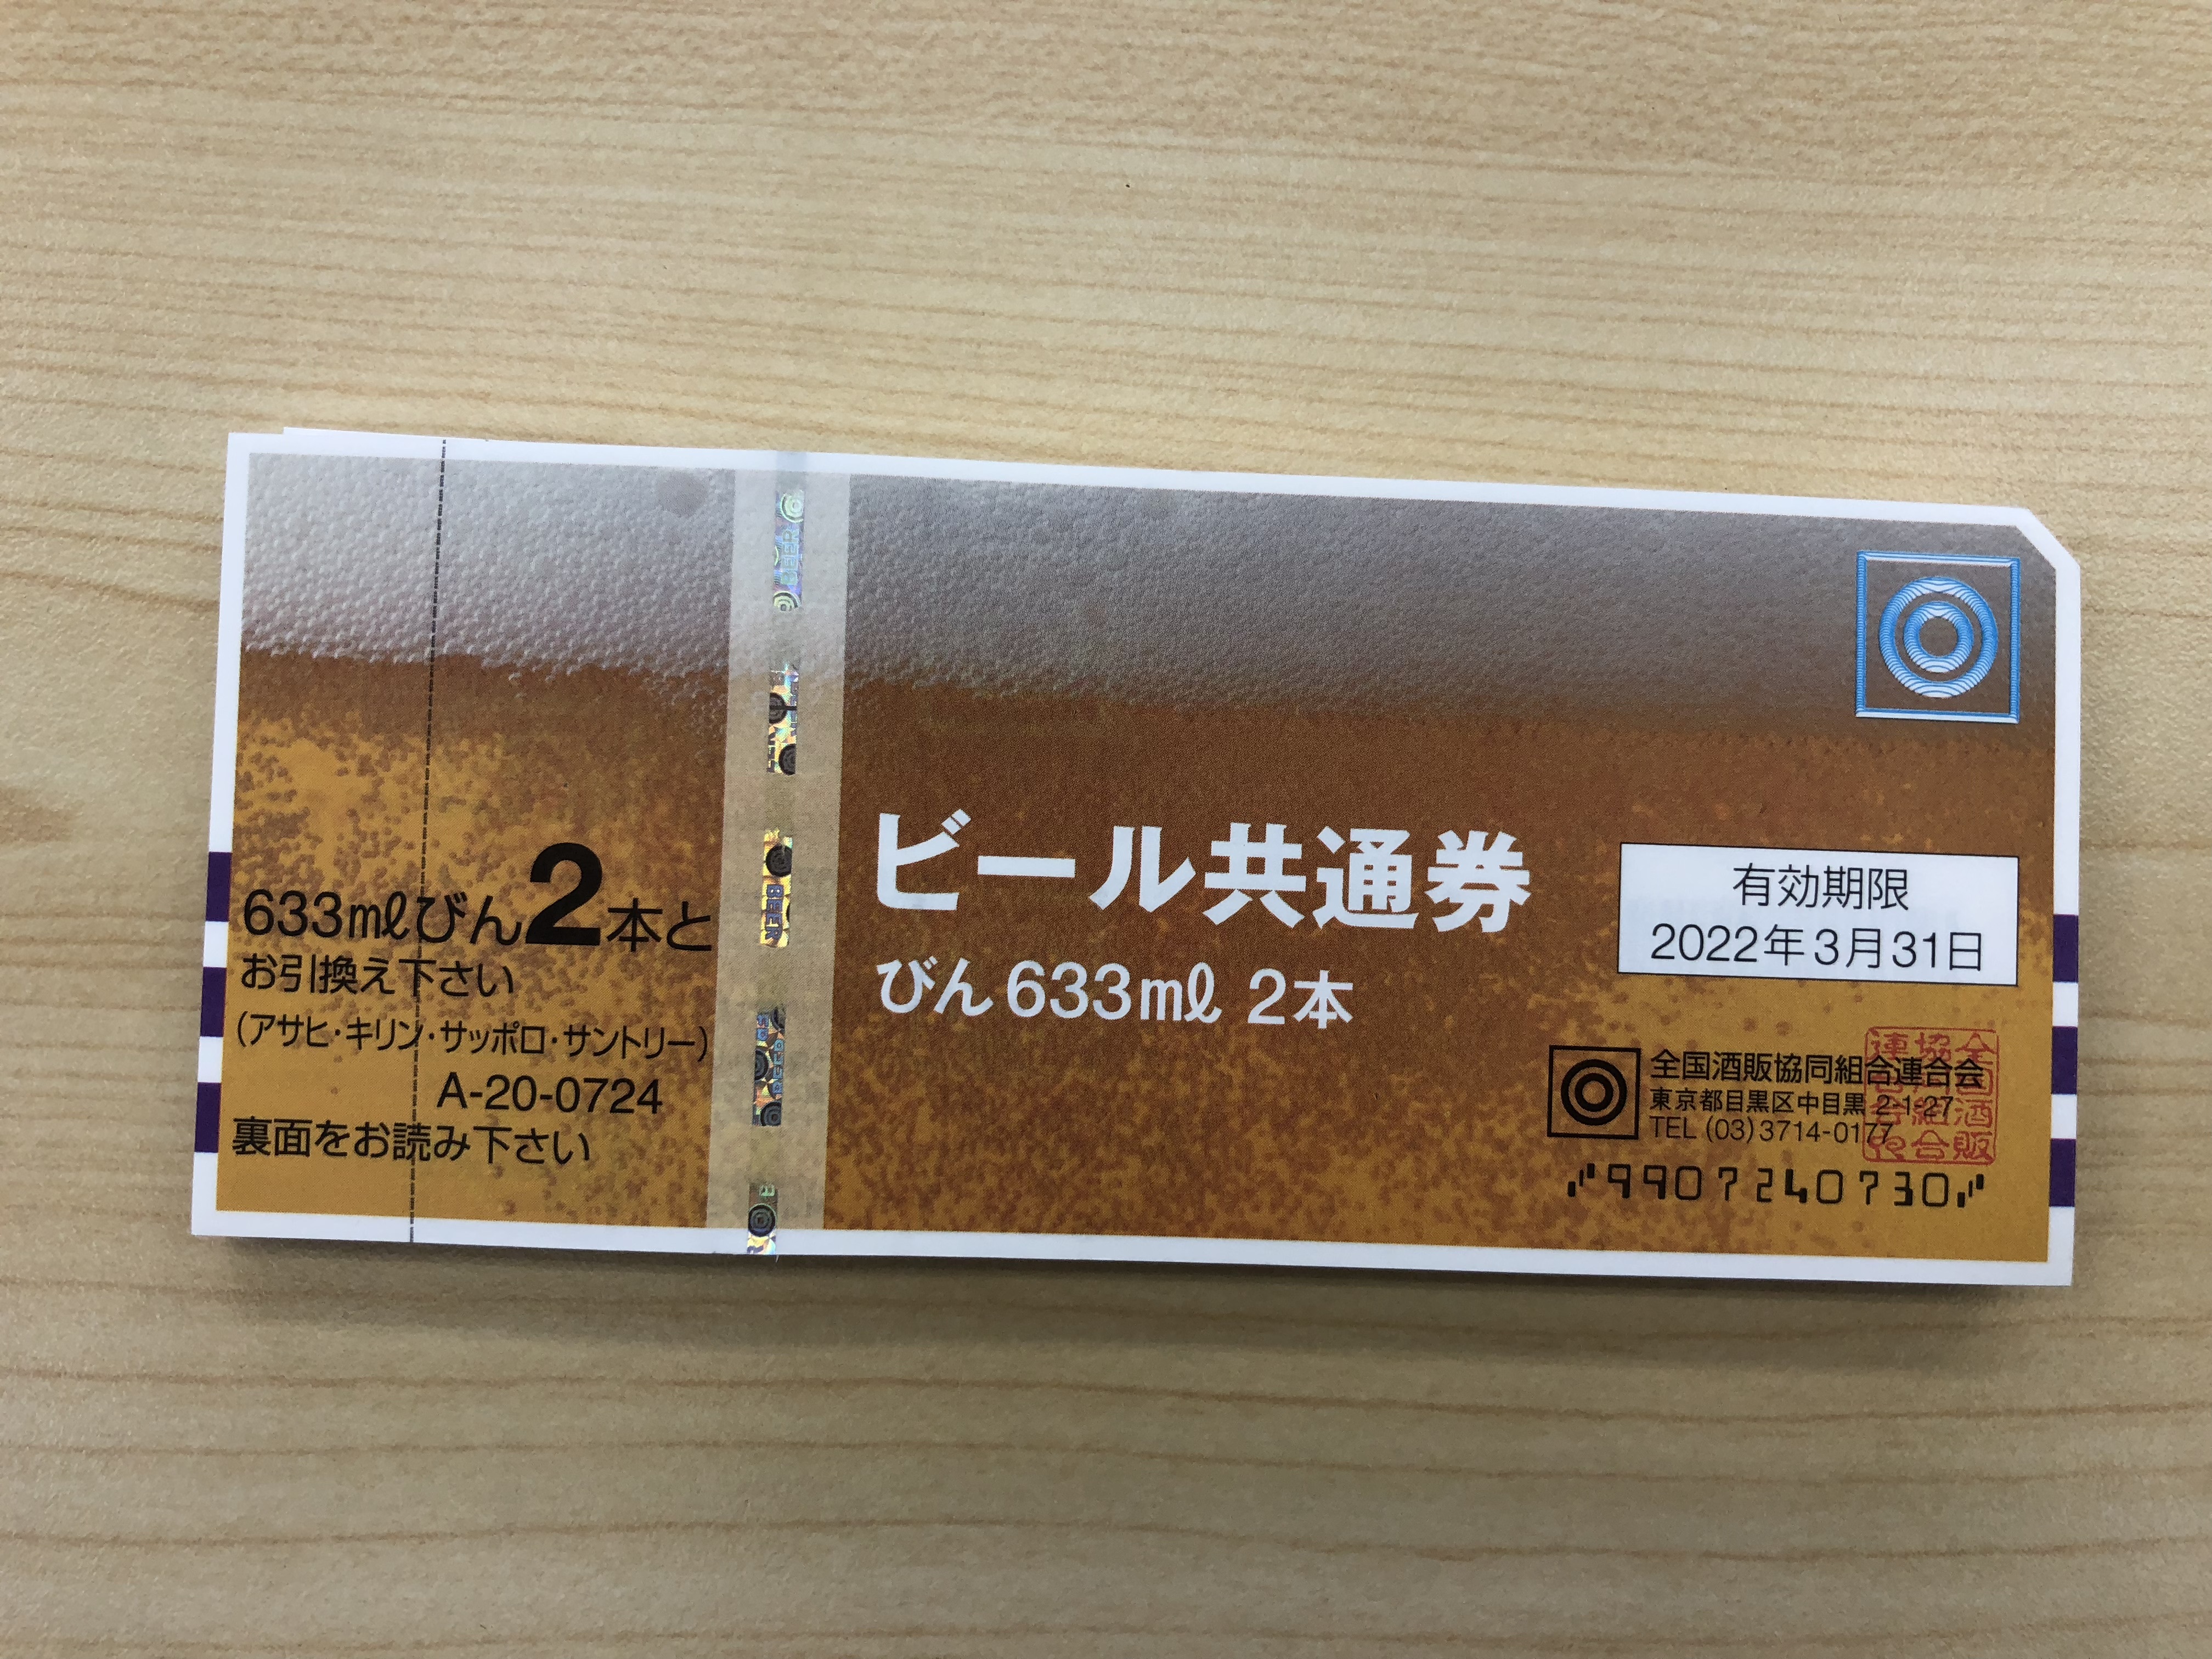 633mℓびん2本と
お引換え下さい
(アサヒ・キリン・サッポロ・サントリー)
A-20-0724
裏面をお読み下さい
BEER
BEER
ビール共通券
びん633mℓ 2本
有効期限
2022年3月31日
全国酒販協同組合連合会
東京都目黒区中目黒 2-1-27
TEL (03) 3714-0177
9907240730